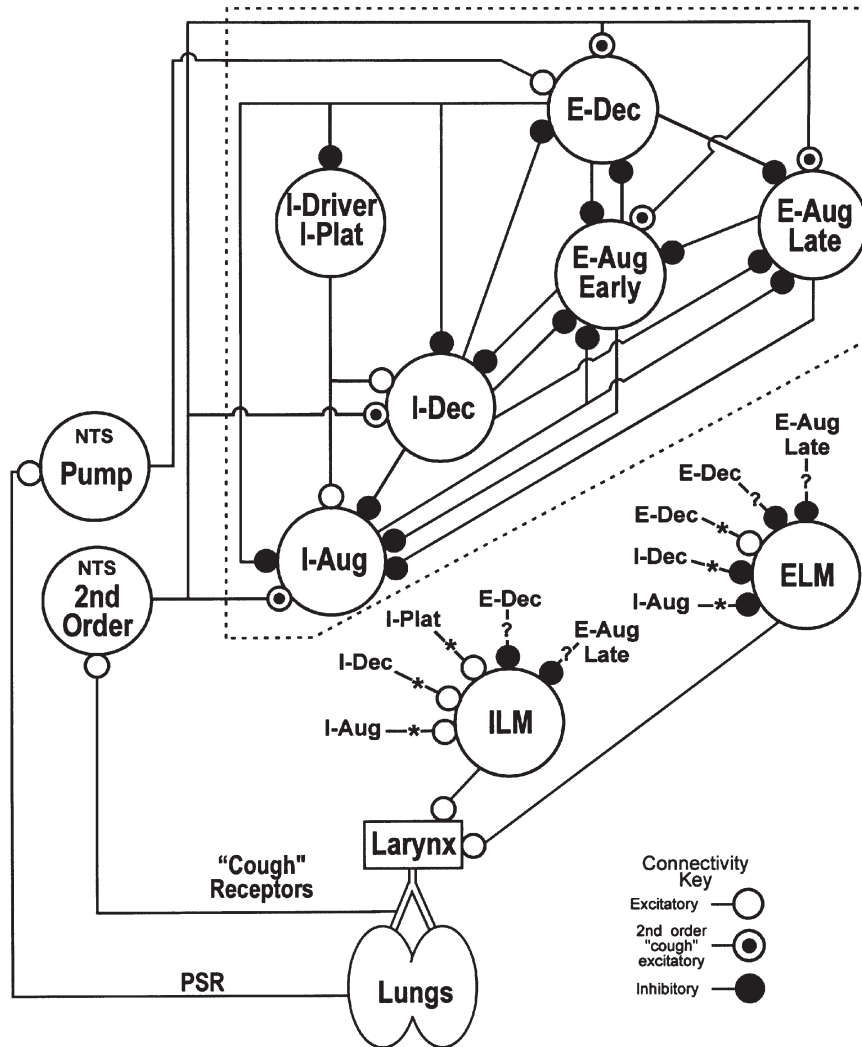 E-Dec
I-Driver
I-Plat
E-Aug
Late
E-Aug
Early
I-Dec
NTS
Pump
E-Aug
Late
?
E-Dec
?
E-Dec
*
I-Dec
*
I-Aug
*
ELM
NTS
2nd
Order
I-Aug
E-Dec
?
I-Plat
*
E-Aug
Late
?
I-Dec
*
I-Aug
*
ILM
Larynx
"Cough"
Receptors
PSR
Lungs
Connectivity
Key
Excitatory
2nd order
"cough"
excitatory
Inhibitory